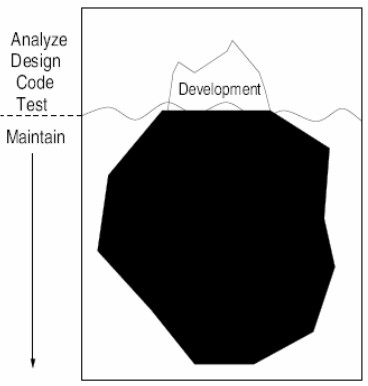 Analyze
Design
Code
Test
Development
Maintain